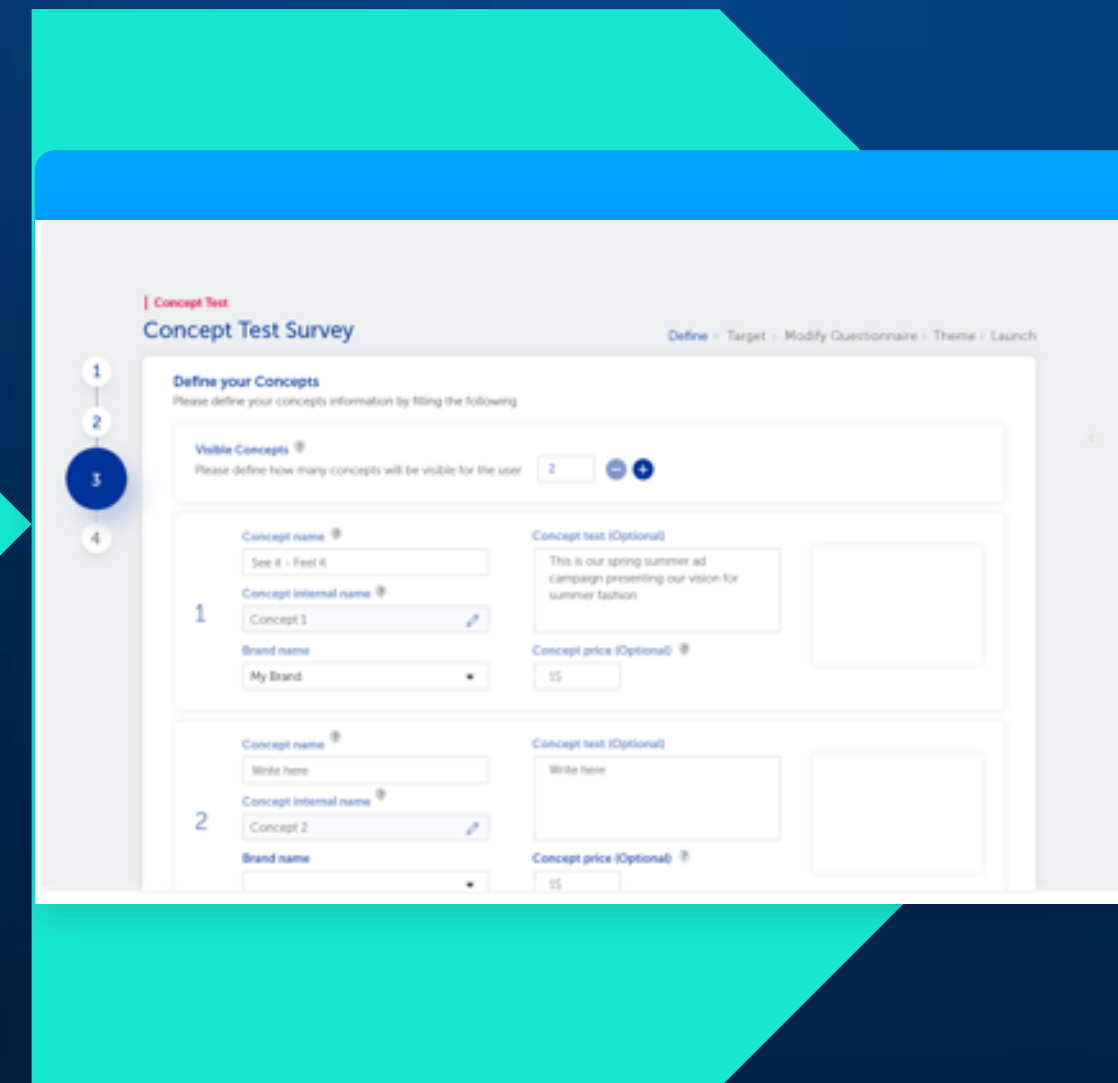 Concept Test
Concept Test Survey
Define › Target › Modify Questionnaire › Theme › Launch
1
2
3
4
Define your Concepts
Please define your concepts information by filling the following
Visible Concepts ?
Please define how many concepts will be visible for the user
2
1
Concept name ?
See it - Feel it
Concept internal name ?
Concept 1
Brand name
My Brand
Concept text (Optional)
This is our spring summer ad
campaign presenting our vision for
summer fashion
Concept price (Optional) ?
15
2
Concept name ?
Write here
Concept internal name ?
Concept 2
Brand name
Concept text (Optional)
Write here
Concept price (Optional) ?
15